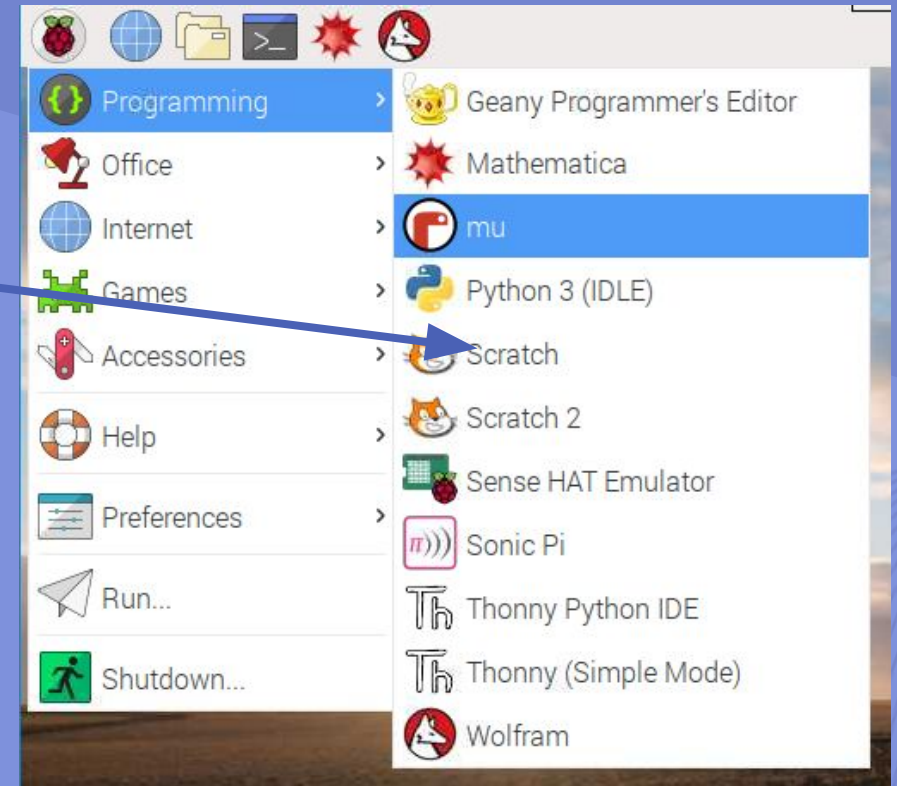 Programming
Office
Internet
Games
Accessories
Help
Preferences
Run...
Shutdown...
Geany Programmer's Editor
Mathematica
mu
Python 3 (IDLE)
Scratch
Scratch 2
Sense HAT Emulator
Sonic Pi
Thonny Python IDE
Thonny (Simple Mode)
Wolfram